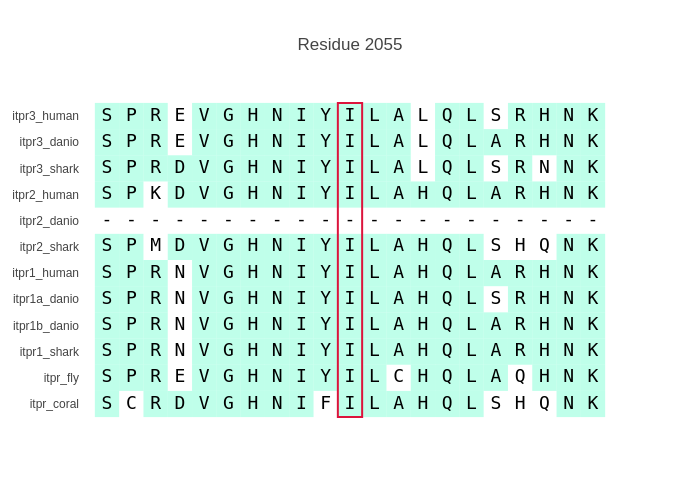 Residue 2055
itpr3_human S P R E V G H N I Y I L A L Q L S R H N K
itpr3_danio S P R E V G H N I Y I L A L Q L A R H N K
itpr3_shark S P R D V G H N I Y I L A L Q L S R N N K
itpr2_human S P K D V G H N I Y I L A H Q L A R H N K
itpr2_danio - - - - - - - - - - - - - - - - - - - - -
itpr2_shark S P M D V G H N I Y I L A H Q L S H Q N K
itpr1_human S P R N V G H N I Y I L A H Q L A R H N K
itpr1a_danio S P R N V G H N I Y I L A H Q L S R H N K
itpr1b_danio S P R N V G H N I Y I L A H Q L A R H N K
itpr1_shark S P R N V G H N I Y I L A H Q L A R H N K
itpr_fly S P R E V G H N I Y I L C H Q L A Q H N K
itpr_coral S C R D V G H N I F I L A H Q L S H Q N K